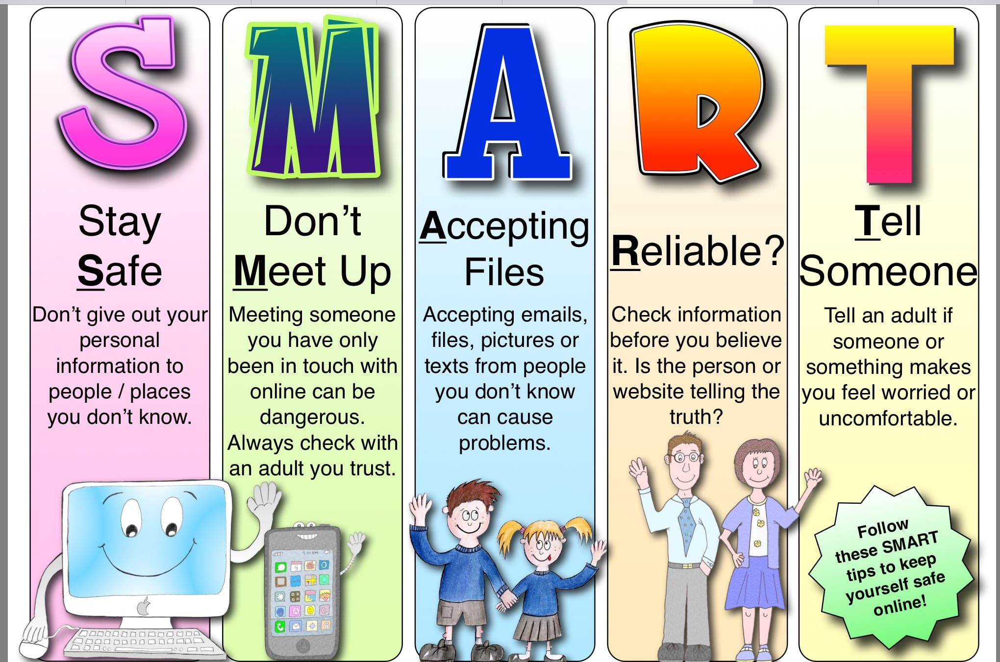 S
Stay
Safe
Don't give out your
personal
information to
people / places
you don't know.
M
Don't
Meet Up
Meeting someone
you have only
been in touch with
online can be
dangerous.
Always check with
an adult you trust.
A
Accepting
Files
Accepting emails,
files, pictures or
texts from people
you don't know
can cause
problems.
R
Reliable?
Check information
before you believe
it. Is the person or
website telling the
truth?
T
Tell
Someone
Tell an adult if
someone or
something makes
you feel worried or
uncomfortable.
Follow
these SMART
tips to keep
yourself safe
online!